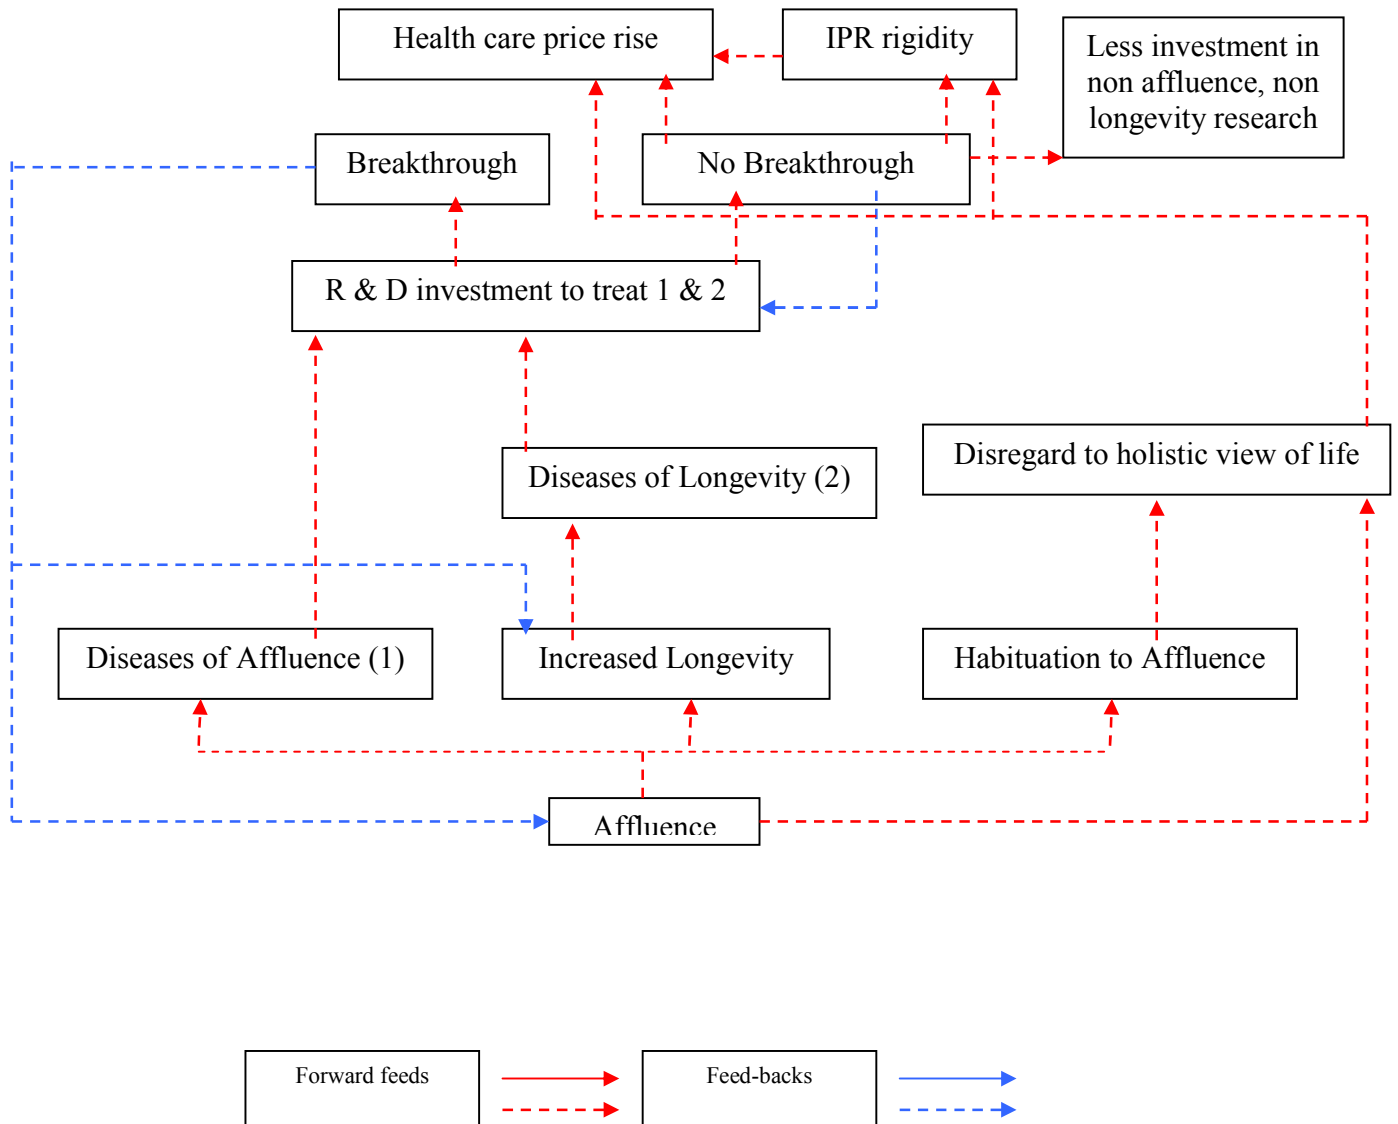 Health care price rise
IPR rigidity
Less investment in
non affluence, non
longevity research
Breakthrough
No Breakthrough
R & D investment to treat 1 & 2
Disregard to holistic view of life
Diseases of Longevity (2)
Diseases of Affluence (1)
Increased Longevity
Habituation to Affluence
Affluence
Forward feeds
Feed-backs